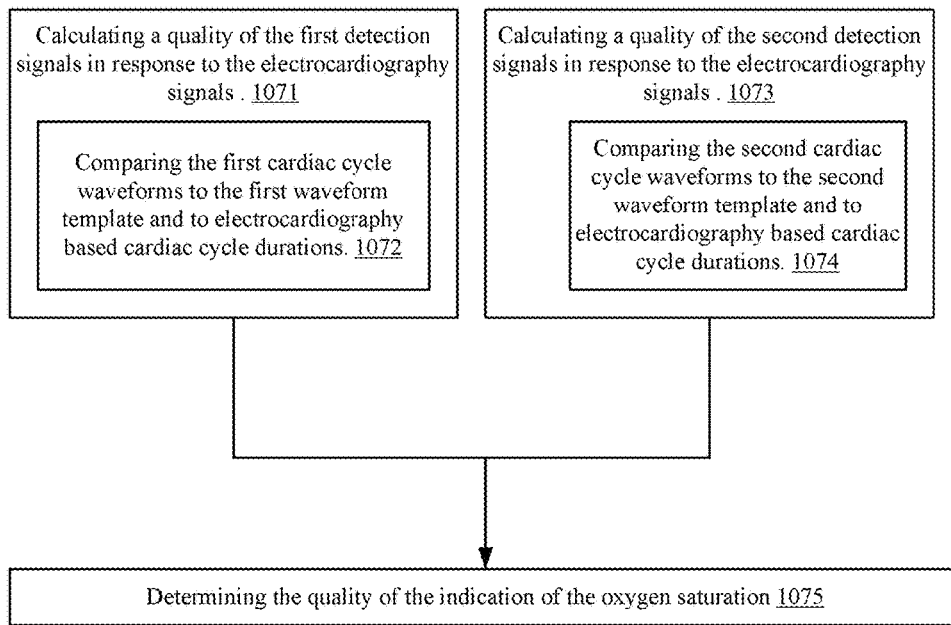 Calculating a quality of the first detection
signals in response to the electrocardiography
signals . 1071
Comparing the first cardiac cycle
waveforms to the first waveform
template and to electrocardiography
based cardiac cycle durations. 1072
Calculating a quality of the second detection
signals in response to the electrocardiography
signals . 1073
Comparing the second cardiac
cycle waveforms to the second
waveform template and to
electrocardiography based cardiac
cycle durations. 1074
Determining the quality of the indication of the oxygen saturation 1075